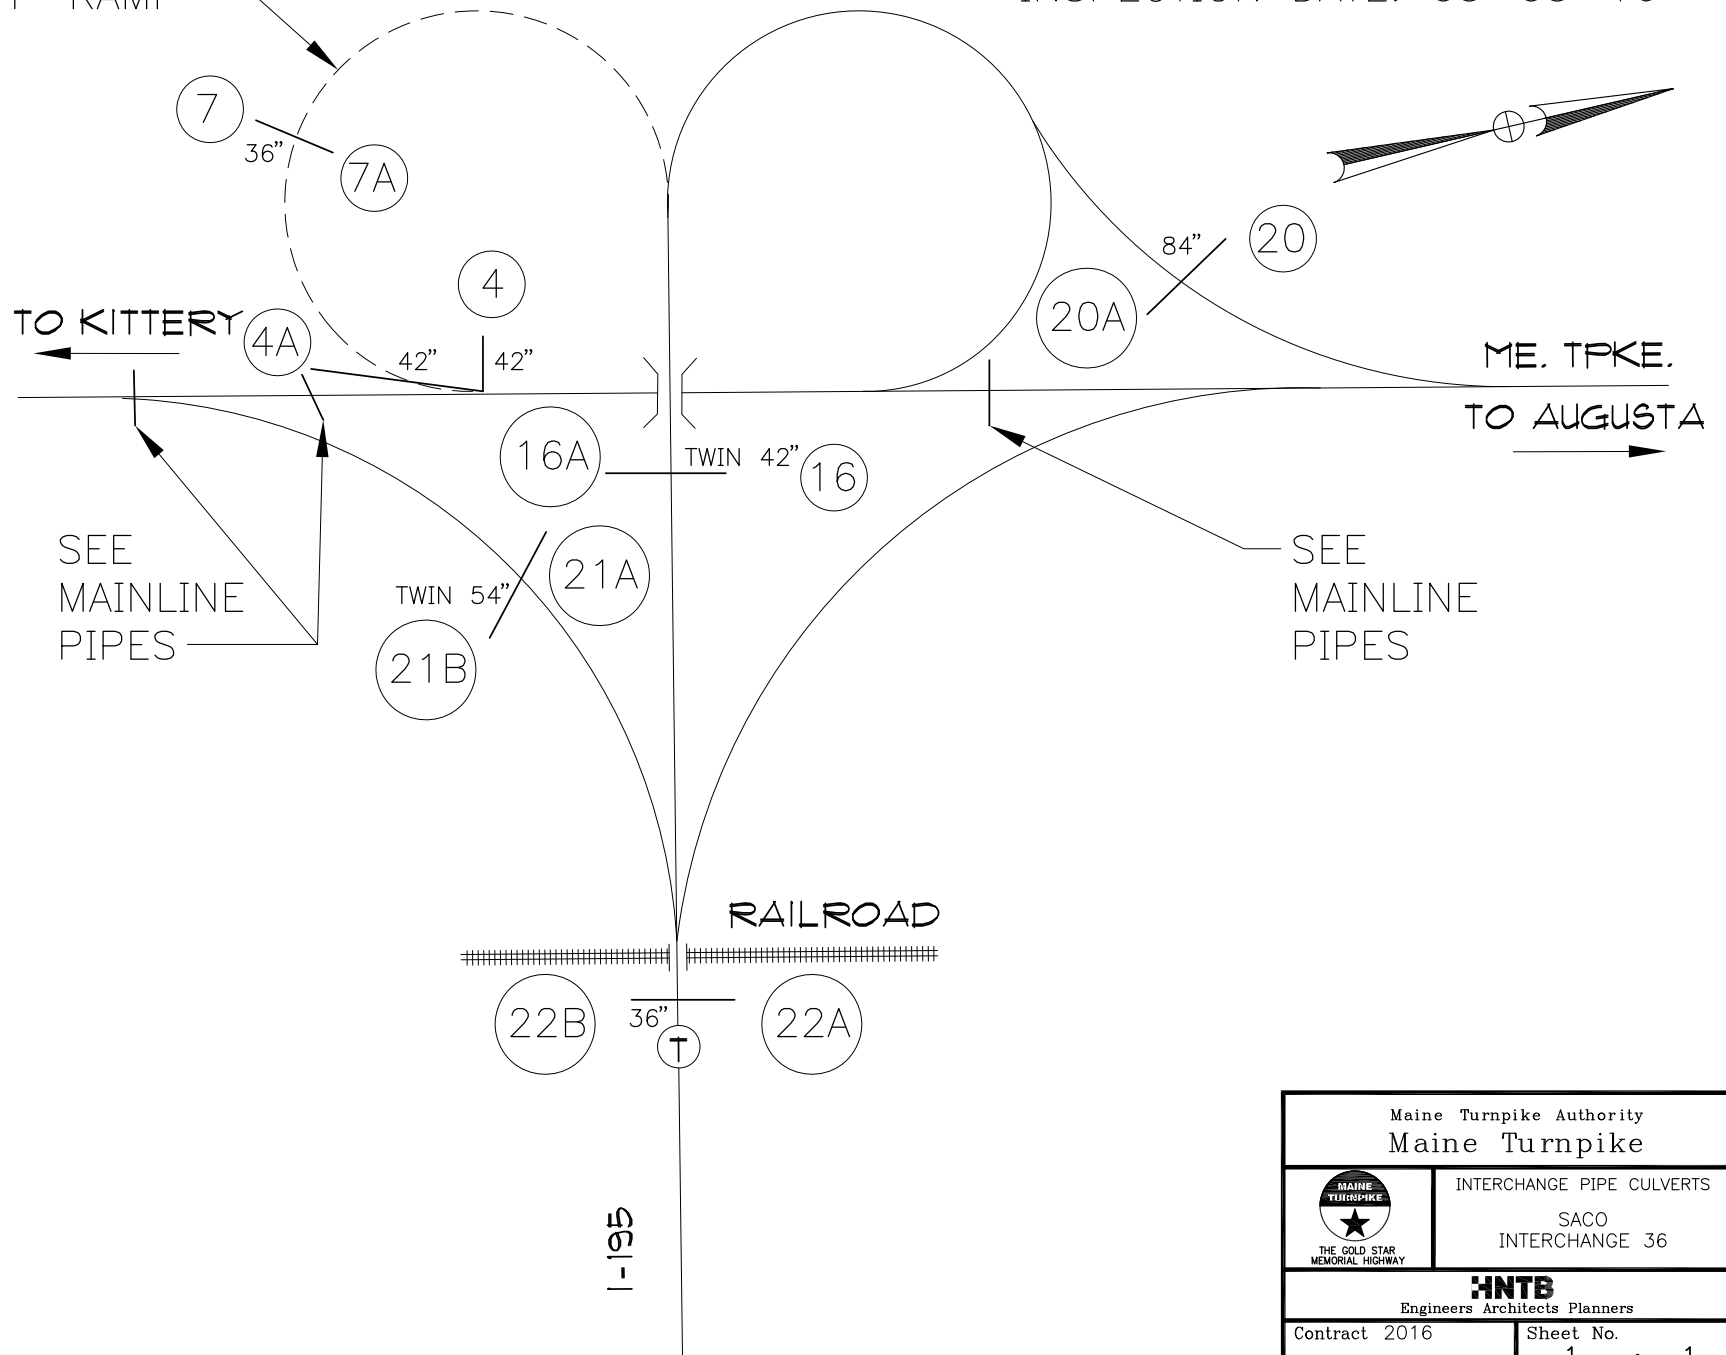 RAMP
INSPECTION DATE:
7
36”
7A
84”
20
4
20A
TO KITTERY
4A
42”
42”
ME. TPKE.
TO AUGUSTA
16A
TWIN 42”
16
SEE
MAINLINE
PIPES
21A
TWIN 54”
21B
SEE
MAINLINE
PIPES
RAILROAD
22B
36”
22A
T
I-195
Maine Turnpike Authority
Maine Turnpike
MAINE
TURNPIKE
THE GOLD STAR
MEMORIAL HIGHWAY
INTERCHANGE PIPE CULVERTS
SACO
INTERCHANGE 36
HNTB
Engineers Architects Planners
Contract 2016
Sheet No.